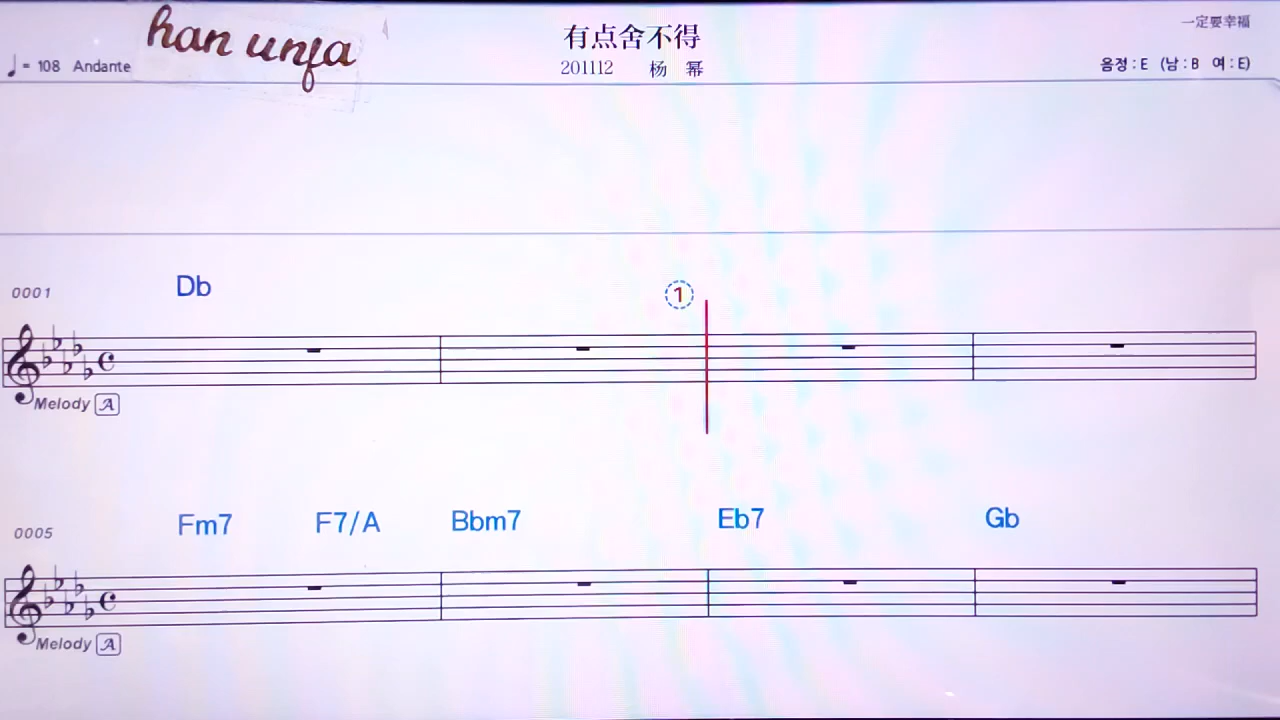 han unfa
有点舍不得
一定要幸福
♩= 108 Andante
201112 杨 幂
음정 : E (남 : B 여 : E)
0001
Db
1
Melody A
0005
Fm7 F7/A Bbm7 Eb7 Gb
Melody A